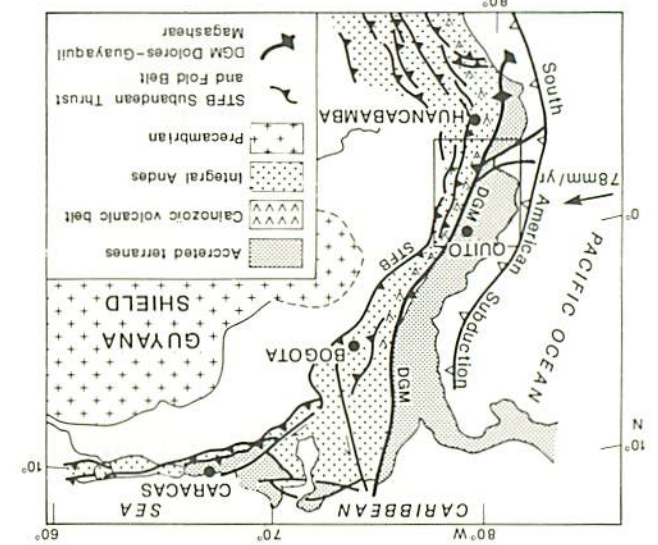 80°W 70° 60°
CARIBBEAN SEA
CARACAS
10°
10°
N
DGM
BOGOTA
GUYANA
SHIELD
PACIFIC OCEAN
South American Subduction
STFB
QUITO
0°
DGM
78mm/yr
HUANCABAMBA
80°
Accreted terranes
Cainozoic volcanic belt
Integral Andes
Precambrian
STFB Subandean Thrust
and Fold Belt
DGM Dolores-Guayaquil
Magashear